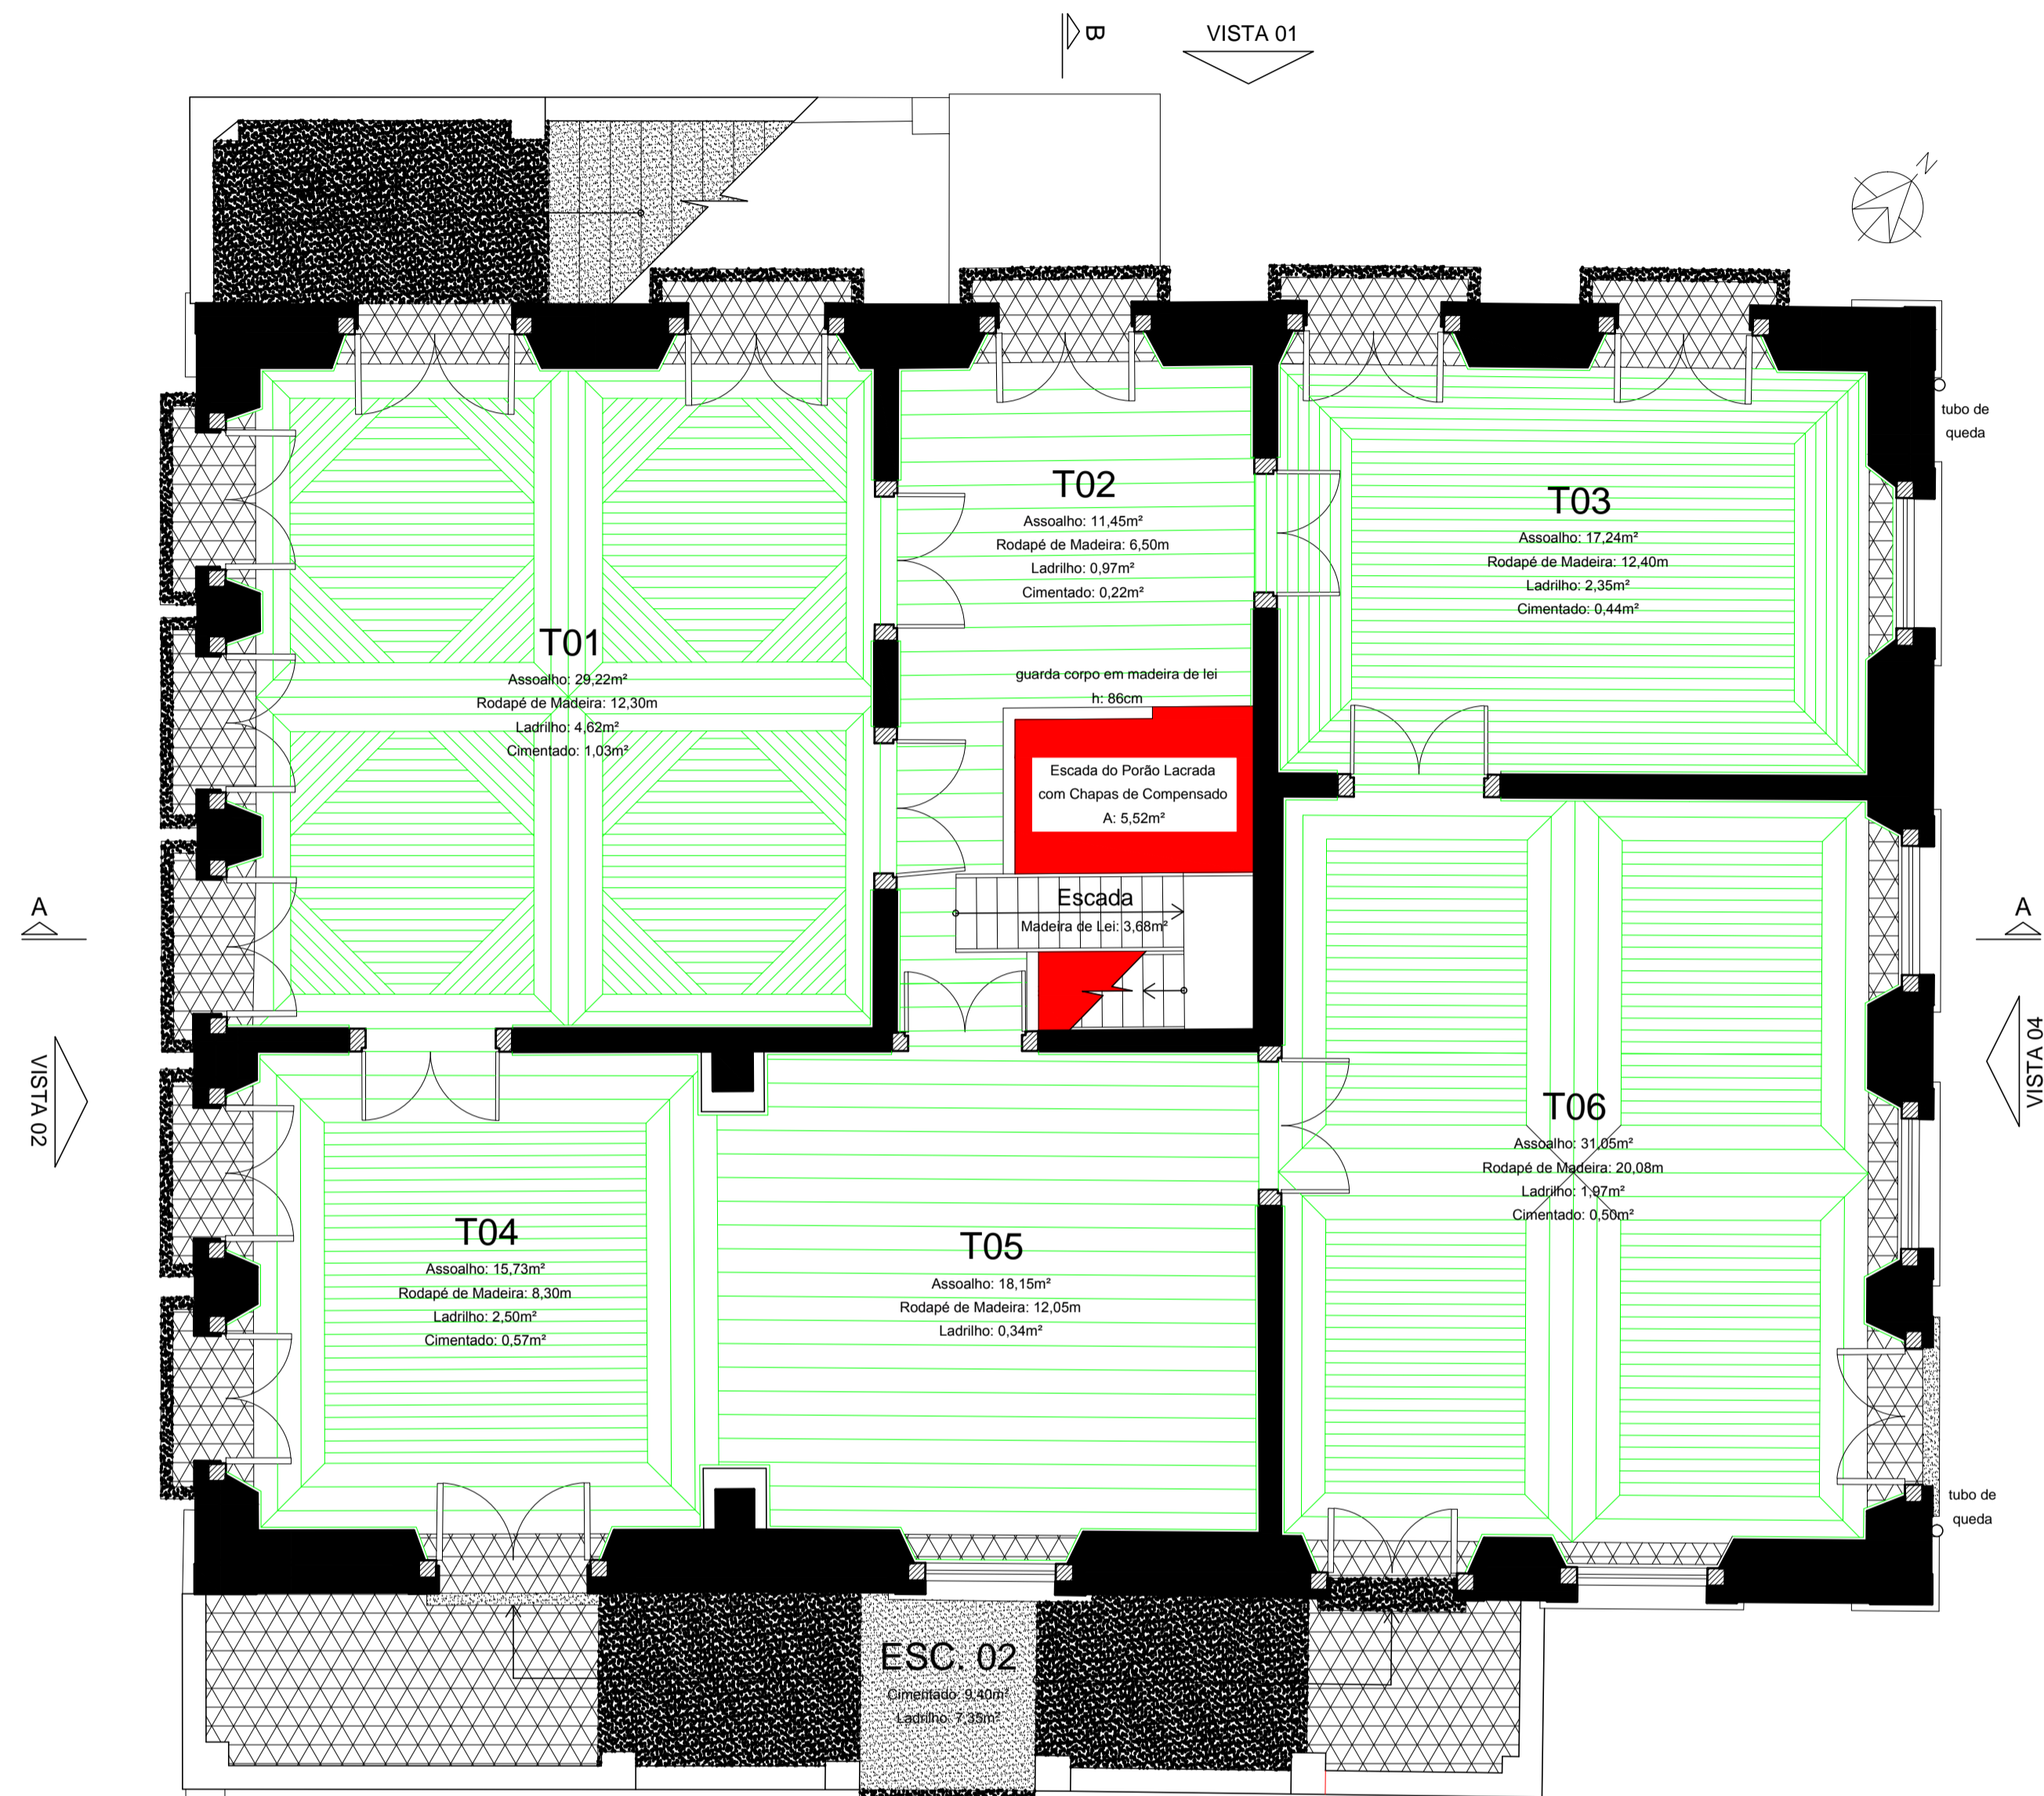 B
VISTA 01
N
tubo de
queda
T01
Assoalho: 29,22m²
Rodapé de Madeira: 12,30m
Ladrilho: 4,62m²
Cimentado: 1,03m²
T02
Assoalho: 11,45m²
Rodapé de Madeira: 6,50m
Ladrilho: 0,97m²
Cimentado: 0,22m²
guarda corpo em madeira de lei
h: 86cm
Escada do Porão Lacrada
com Chapas de Compensado
A: 5,52m²
Escada
Madeira de Lei: 3,68m²
T03
Assoalho: 17,24m²
Rodapé de Madeira: 12,40m
Ladrilho: 2,35m²
Cimentado: 0,44m²
A
A
VISTA 02
VISTA 04
T04
Assoalho: 15,73m²
Rodapé de Madeira: 8,30m
Ladrilho: 2,50m²
Cimentado: 0,57m²
T05
Assoalho: 18,15m²
Rodapé de Madeira: 12,05m
Ladrilho: 0,34m²
T06
Assoalho: 31,05m²
Rodapé de Madeira: 20,08m
Ladrilho: 1,97m²
Cimentado: 0,50m²
tubo de
queda
ESC. 02
Cimentado: 9,40m²
Ladrilho: 7,35m²